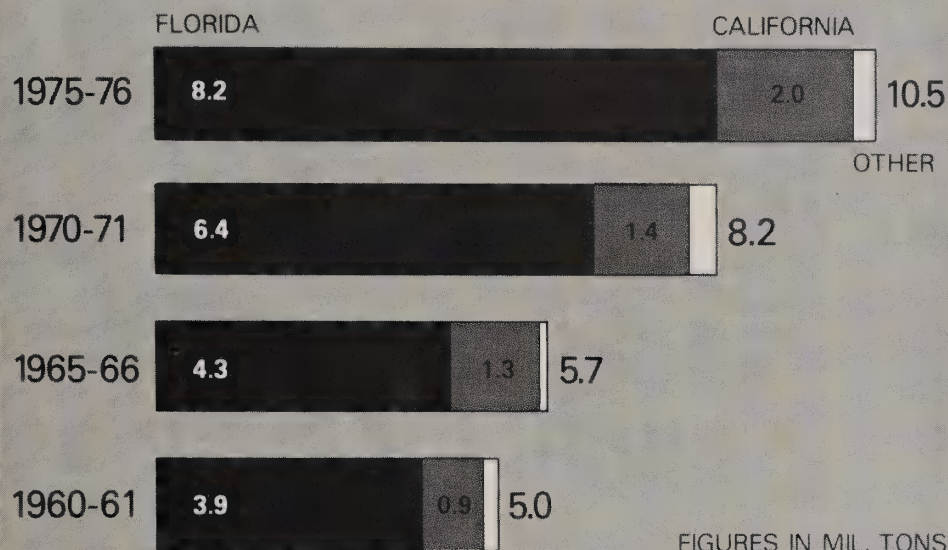 FLORIDA CALIFORNIA
1975-76 8.2 2.0 10.5
OTHER
1970-71 6.4 1.4 8.2
1965-66 4.3 1.3 5.7
1960-61 3.9 0.9 5.0
FIGURES IN MIL. TONS